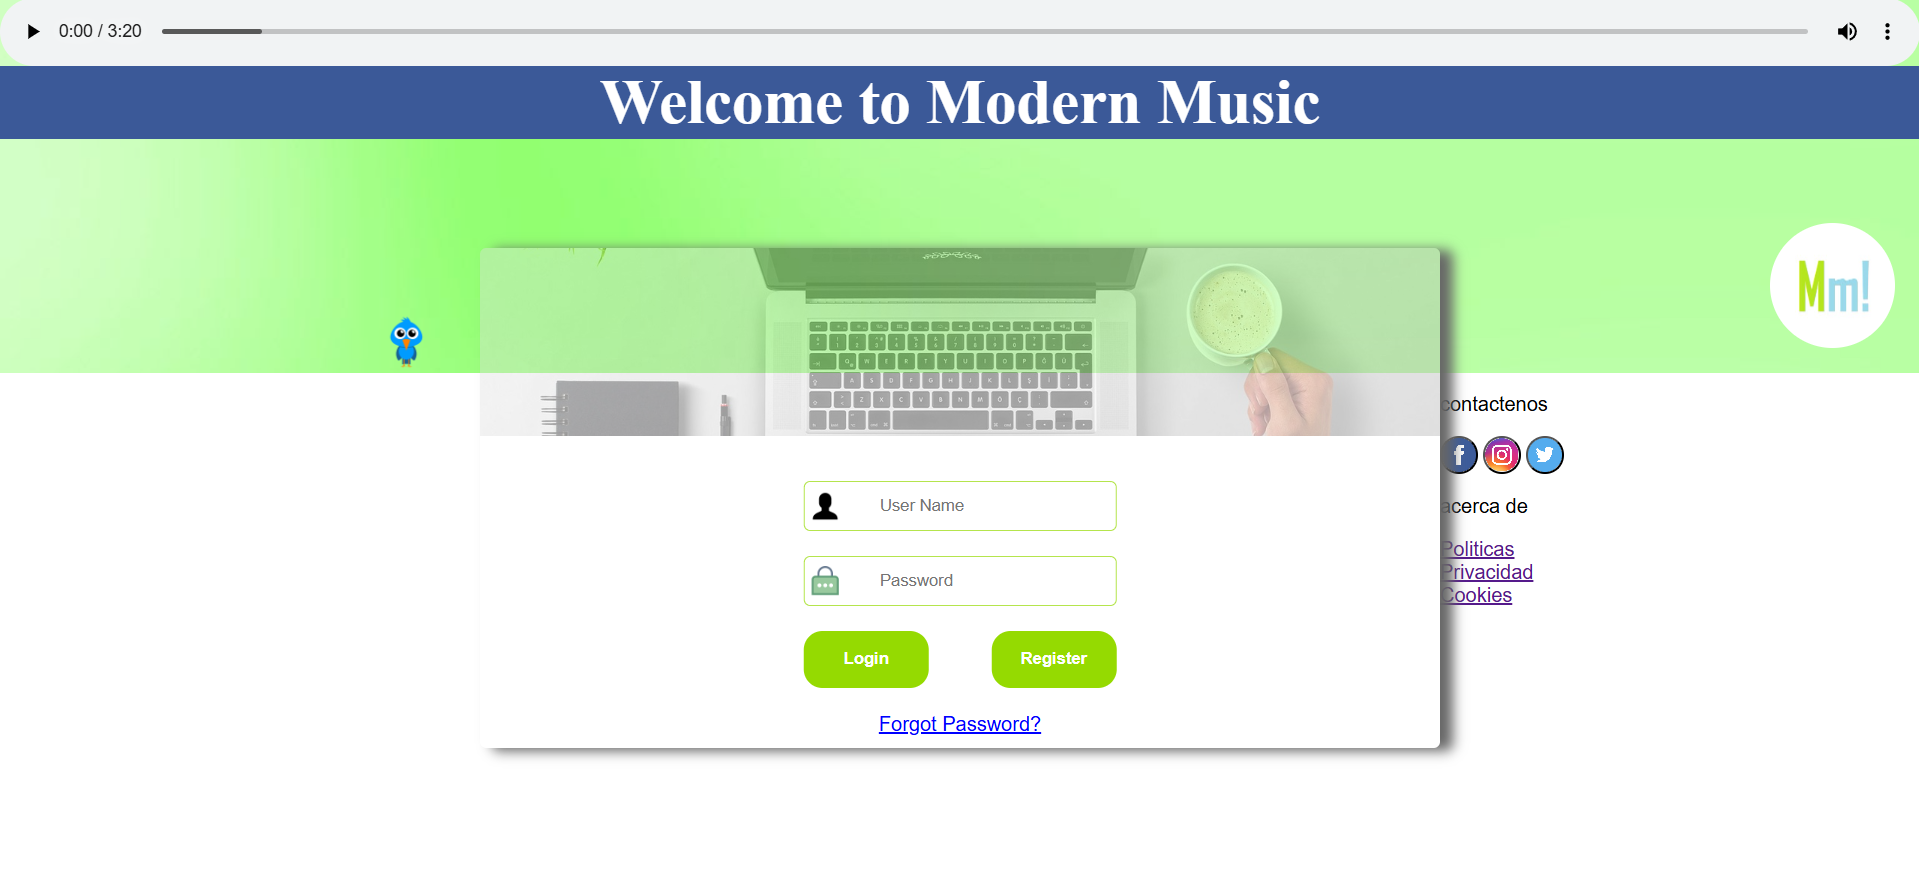 0:00 / 3:20
Welcome to Modern Music
Mm!
contactenos
f
User Name
acerca de
Politicas
Password
Privacidad
Cookies
Login
Register
Forgot Password?